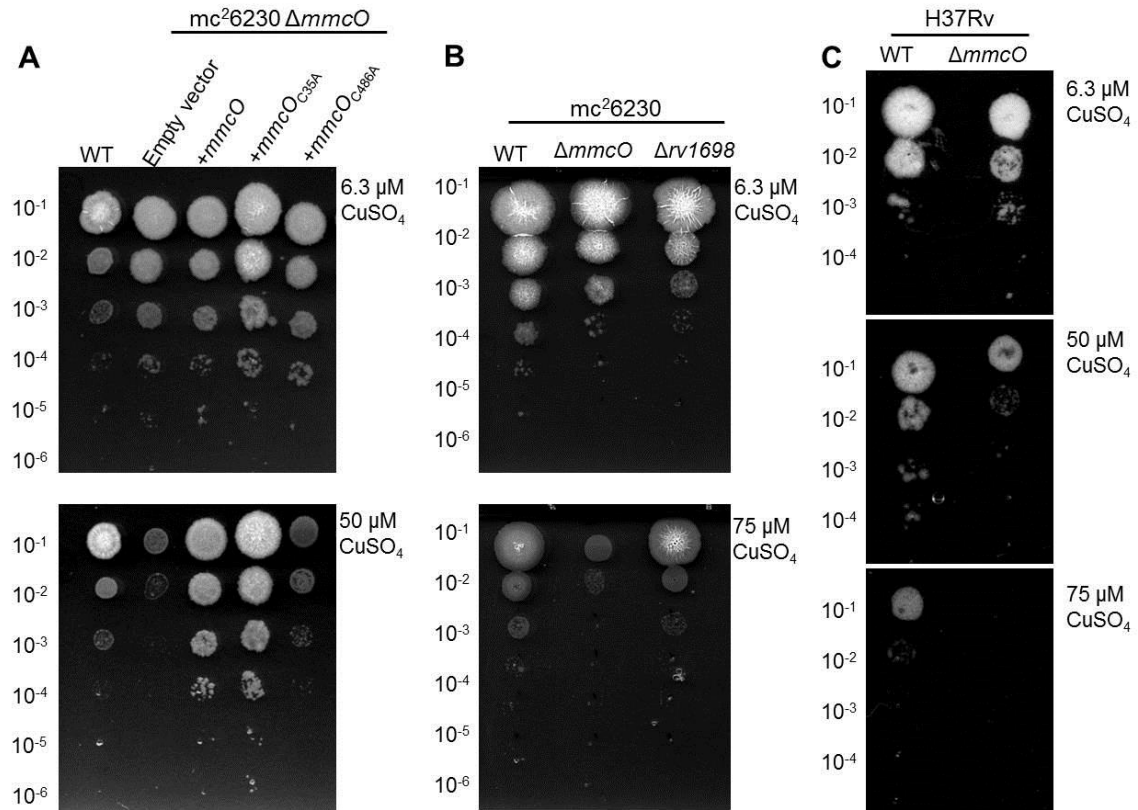 mc²6230 ΔmmcO
A
WT
Empty vector
+mmcO
+mmcO_C35A
+mmcO_C486A
10⁻¹
10⁻²
10⁻³
10⁻⁴
10⁻⁵
10⁻⁶
6.3 µM
CuSO₄
10⁻¹
10⁻²
10⁻³
10⁻⁴
10⁻⁵
10⁻⁶
50 µM
CuSO₄
B
mc²6230
WT ΔmmcO Δrv1698
10⁻¹
10⁻²
10⁻³
10⁻⁴
10⁻⁵
10⁻⁶
6.3 µM
CuSO₄
10⁻¹
10⁻²
10⁻³
10⁻⁴
10⁻⁵
10⁻⁶
75 µM
CuSO₄
C
H37Rv
WT ΔmmcO
10⁻¹
10⁻²
10⁻³
10⁻⁴
6.3 µM
CuSO₄
10⁻¹
10⁻²
10⁻³
10⁻⁴
50 µM
CuSO₄
10⁻¹
10⁻²
10⁻³
10⁻⁴
75 µM
CuSO₄